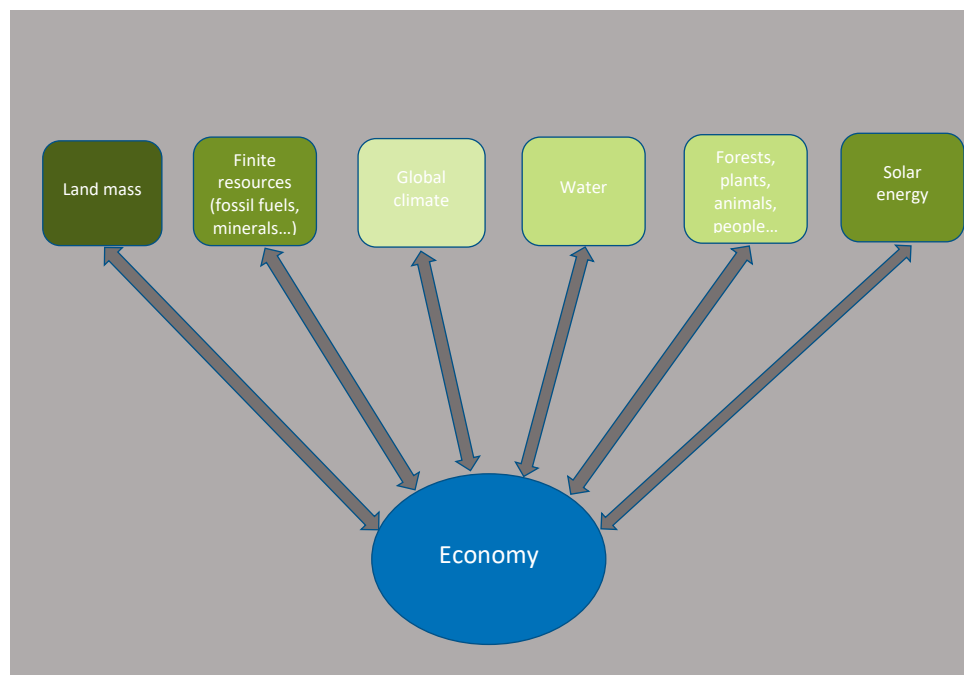 Land mass
Finite
resources
(fossil fuels,
minerals...)
Global
climate
Water
Forests,
plants,
animals,
people...
Solar
energy
Economy